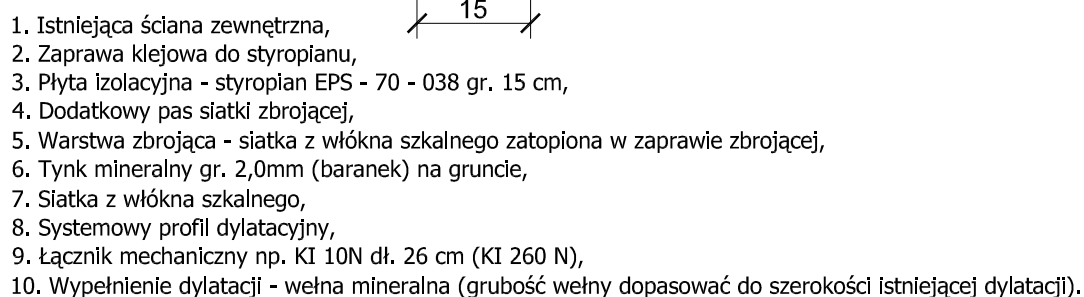 15
1. Istniejąca ściana zewnętrzna,
2. Zaprawa klejowa do styropianu,
3. Płyta izolacyjna - styropian EPS - 70 - 038 gr. 15 cm,
4. Dodatkowy pas siatki zbrojącej,
5. Warstwa zbrojąca - siatka z włókna szkalnego zatopiona w zaprawie zbrojącej,
6. Tynk mineralny gr. 2,0mm (baranek) na gruncie,
7. Siatka z włókna szkalnego,
8. Systemowy profil dylatacyjny,
9. Łącznik mechaniczny np. KI 10N dł. 26 cm (KI 260 N),
10. Wypełnienie dylatacji - wełna mineralna (grubość wełny dopasować do szerokości istniejącej dylatacji).